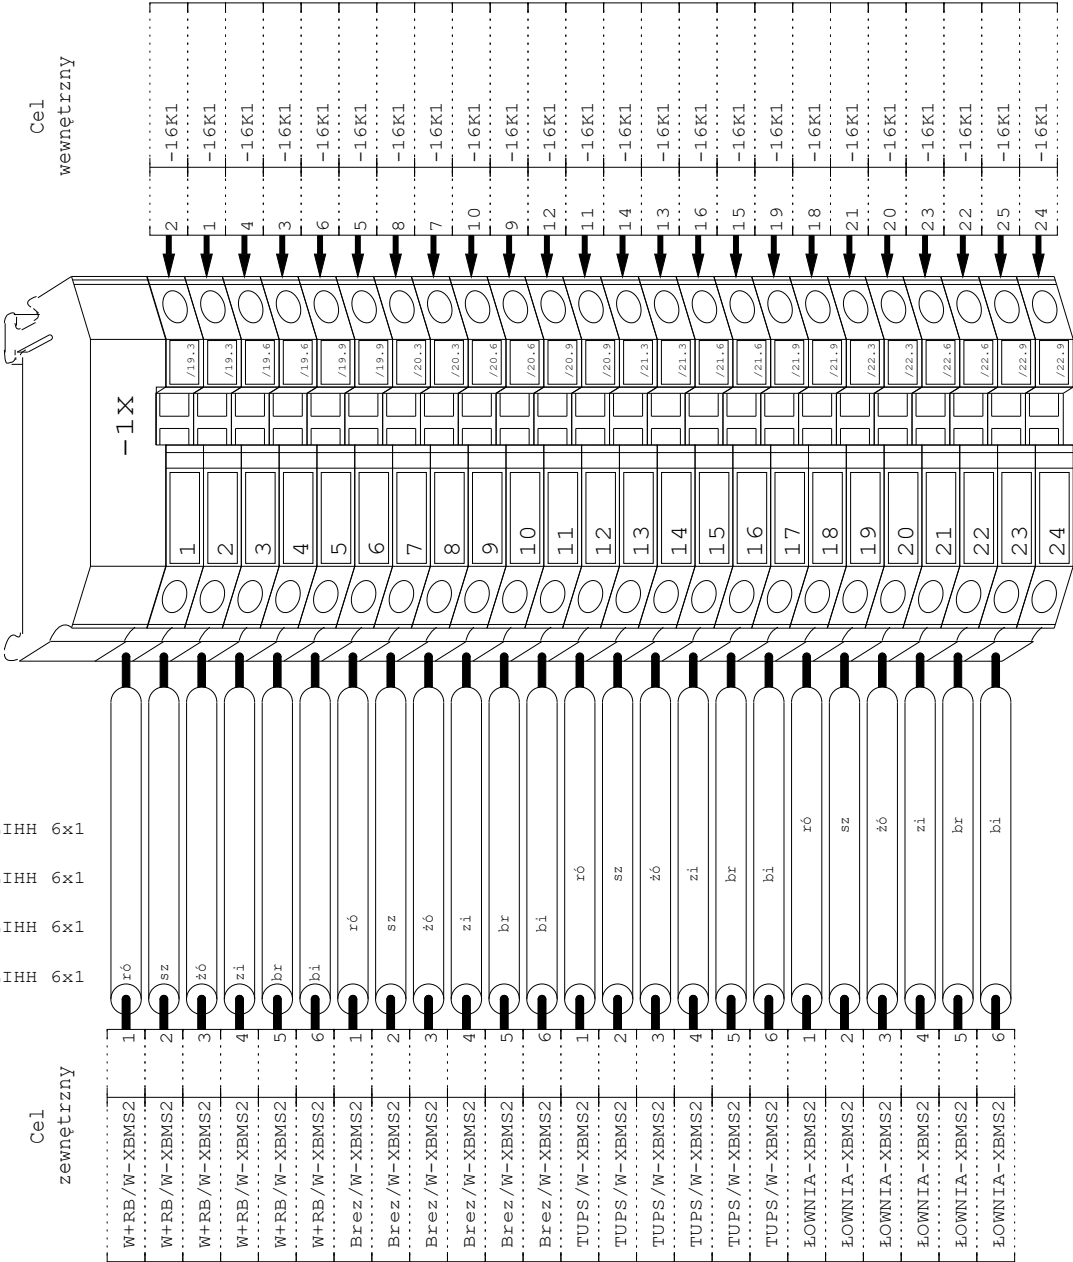 Cel
wewnętrzny
-16K1 -16K1 -16K1 -16K1 -16K1 -16K1 -16K1 -16K1 -16K1 -16K1 -16K1 -16K1 -16K1 -16K1 -16K1 -16K1 -16K1 -16K1 -16K1 -16K1 -16K1 -16K1 -16K1 -16K1
2 1 4 3 6 5 8 7 10 9 12 11 14 13 16 15 19 18 21 20 23 22 25 24
/19.3 /19.3 /19.6 /19.6 /19.9 /19.9 /20.3 /20.3 /20.6 /20.6 /20.9 /20.9 /21.3 /21.3 /21.6 /21.6 /21.9 /21.9 /22.3 /22.3 /22.6 /22.6 /22.9 /22.9
-1X
1 2 3 4 5 6 7 8 9 10 11 12 13 14 15 16 17 18 19 20 21 22 23 24
IHH 6x1 ró sz żó zi br bi
IHH 6x1 ró sz żó zi br bi
IHH 6x1 ró sz żó zi br bi
IHH 6x1 ró sz żó zi br bi
1 2 3 4 5 6 1 2 3 4 5 6 1 2 3 4 5 6 1 2 3 4 5 6
Cel
zewnętrzny
W+RB/W-XBMS2 W+RB/W-XBMS2 W+RB/W-XBMS2 W+RB/W-XBMS2 W+RB/W-XBMS2 W+RB/W-XBMS2 Brez/W-XBMS2 Brez/W-XBMS2 Brez/W-XBMS2 Brez/W-XBMS2 Brez/W-XBMS2 Brez/W-XBMS2 TUPS/W-XBMS2 TUPS/W-XBMS2 TUPS/W-XBMS2 TUPS/W-XBMS2 TUPS/W-XBMS2 TUPS/W-XBMS2 ŁOWNIA-XBMS2 ŁOWNIA-XBMS2 ŁOWNIA-XBMS2 ŁOWNIA-XBMS2 ŁOWNIA-XBMS2 ŁOWNIA-XBMS2